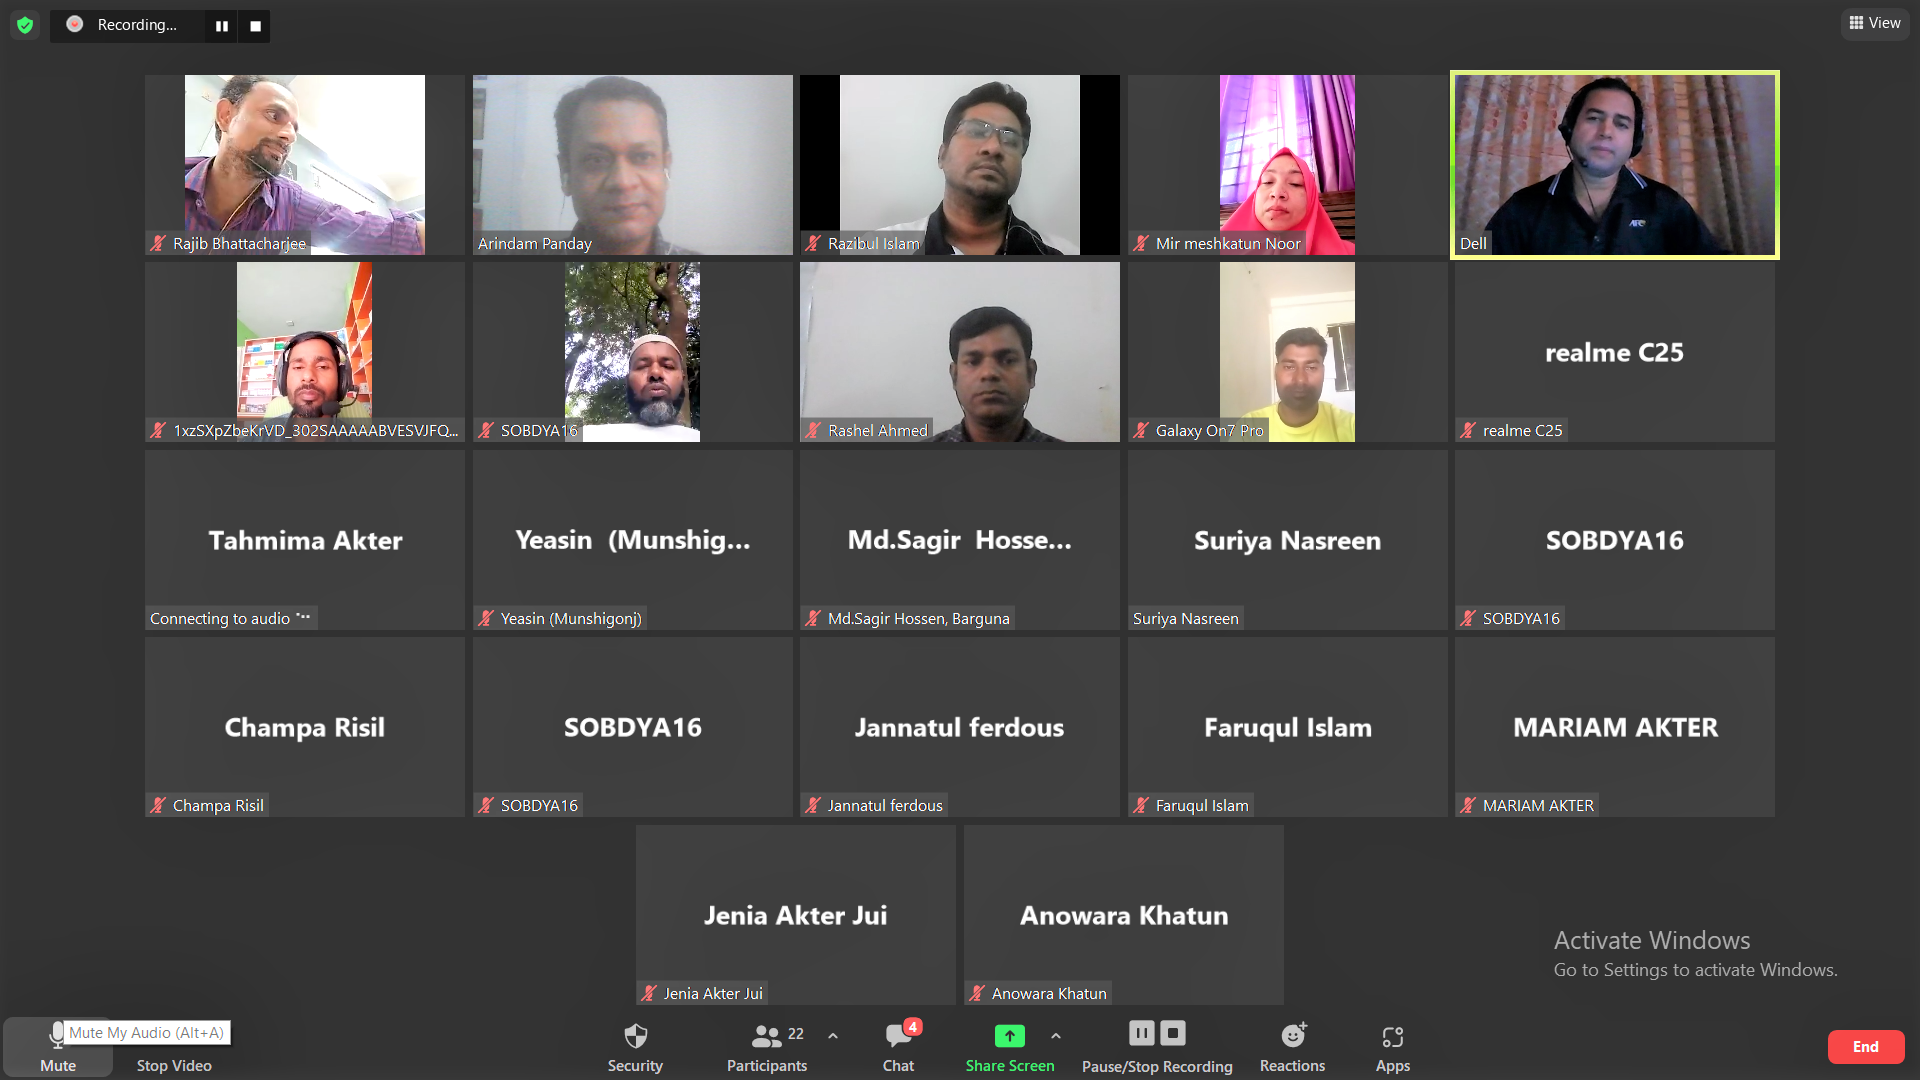 Recording...
View
Rajib Bhattacharjee
Arindam Panday
Razibul Islam
Mir meshkatun Noor
AFC
Dell
1xzSXpZbeKrVD_302SAAAAABVESVJFQ...
SOBDYA16
Rashel Ahmed
Galaxy On7 Pro
realme C25
realme C25
Tahmima Akter
Connecting to audio
Yeasin (Munshig...
Yeasin (Munshigonj)
Md.Sagir Hosse...
Md.Sagir Hossen, Barguna
Suriya Nasreen
Suriya Nasreen
SOBDYA16
SOBDYA16
Champa Risil
Champa Risil
SOBDYA16
SOBDYA16
Jannatul ferdous
Jannatul ferdous
Faruqul Islam
Faruqul Islam
MARIAM AKTER
MARIAM AKTER
Jenia Akter Jui
Jenia Akter Jui
Anowara Khatun
Anowara Khatun
Activate Windows
Go to Settings to activate Windows.
Mute My Audio (Alt+A)
Mute
Stop Video
Security
22
Participants
4
Chat
Share Screen
Pause/Stop Recording
Reactions
Apps
End